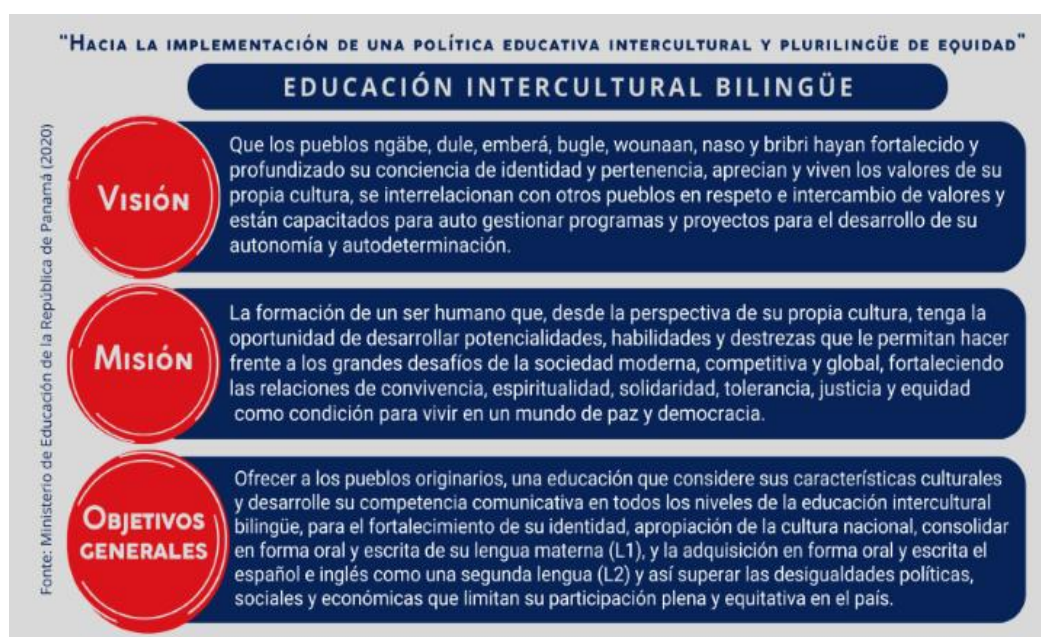 "HACIA LA IMPLEMENTACIÓN DE UNA POLÍTICA EDUCATIVA INTERCULTURAL Y PLURILINGÜE DE EQUIDAD"
EDUCACIÓN INTERCULTURAL BILINGÜE
VISIÓN
Que los pueblos ngäbe, dule, emberá, bugle, wounaan, naso y bribri hayan fortalecido y
profundizado su conciencia de identidad y pertenencia, aprecian y viven los valores de su
propia cultura, se interrelacionan con otros pueblos en respeto e intercambio de valores y
están capacitados para auto gestionar programas y proyectos para el desarrollo de su
autonomía y autodeterminación.
MISIÓN
La formación de un ser humano que, desde la perspectiva de su propia cultura, tenga la
oportunidad de desarrollar potencialidades, habilidades y destrezas que le permitan hacer
frente a los grandes desafíos de la sociedad moderna, competitiva y global, fortaleciendo
las relaciones de convivencia, espiritualidad, solidaridad, tolerancia, justicia y equidad
como condición para vivir en un mundo de paz y democracia.
OBJETIVOS
GENERALES
Ofrecer a los pueblos originarios, una educación que considere sus características culturales
y desarrolle su competencia comunicativa en todos los niveles de la educación intercultural
bilingüe, para el fortalecimiento de su identidad, apropiación de la cultura nacional, consolidar
en forma oral y escrita de su lengua materna (L1), y la adquisición en forma oral y escrita el
español e inglés como una segunda lengua (L2) y así superar las desigualdades políticas,
sociales y económicas que limitan su participación plena y equitativa en el país.
Fonte: Ministerio de Educación de la República de Panamá (2020)